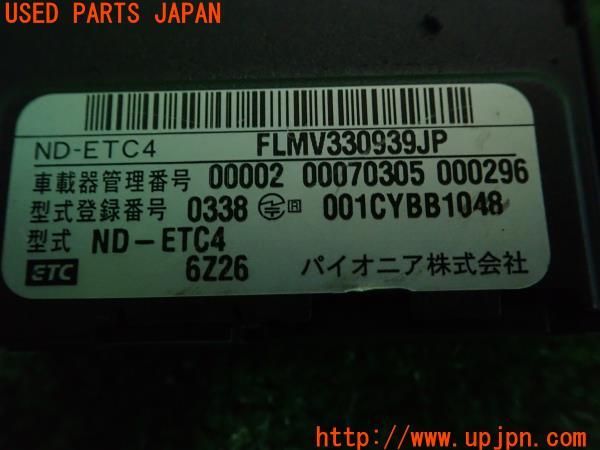 USED PARTS JAPAN
ND-ETC4 FLMV330939JP
車載器管理番号 00002 00070305 000296
型式登録番号 0338 001CYBB1048
型式 ND-ETC4
ETC 6Z26 パイオニア株式会社
URL https://www.upjpn.com/